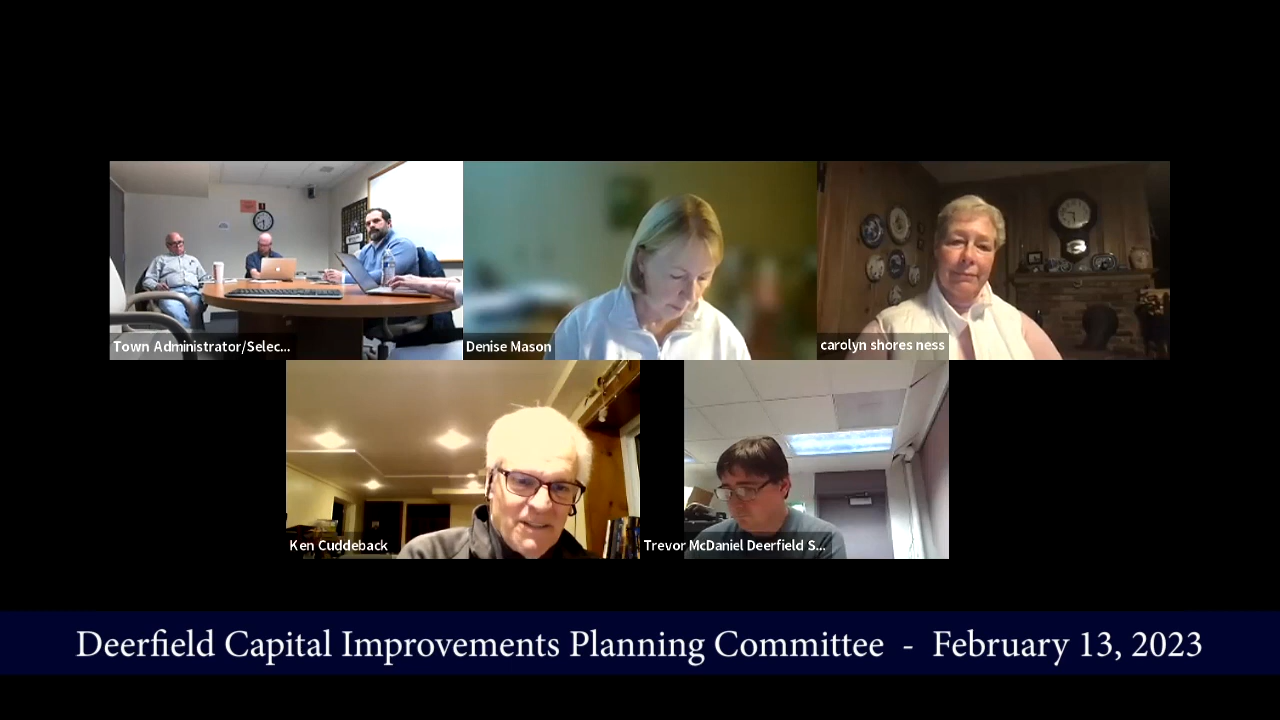 Town Administrator/Selec...
Denise Mason
carolyn shores ness
Ken Cuddeback
Trevor McDaniel Deerfield S...
Deerfield Capital Improvements Planning Committee - February 13, 2023